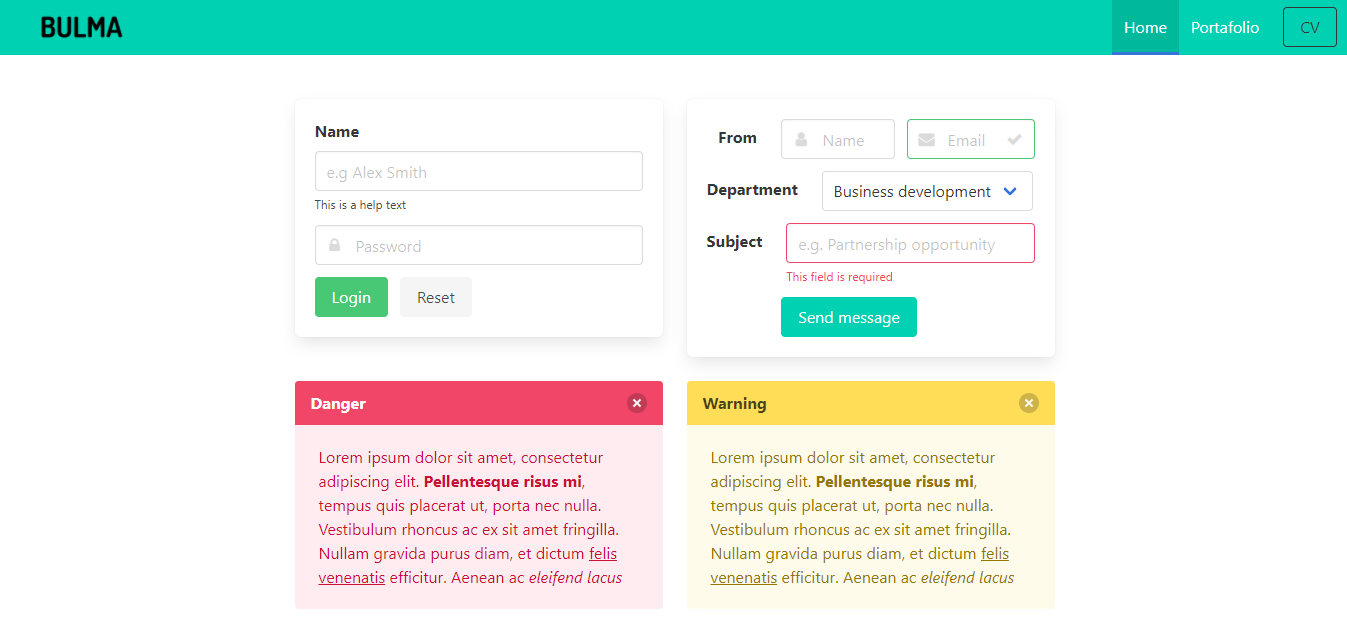 BULMA
Home
Portafolio
CV
Name
e.g Alex Smith
This is a help text
Password
Login
Reset
From
Name
Email
Department
Business development
Subject
e.g. Partnership opportunity
This field is required
Send message
Danger
Lorem ipsum dolor sit amet, consectetur
adipiscing elit. Pellentesque risus mi,
tempus quis placerat ut, porta nec nulla.
Vestibulum rhoncus ac ex sit amet fringilla.
Nullam gravida purus diam, et dictum felis
venenatis efficitur. Aenean ac eleifend lacus
Warning
Lorem ipsum dolor sit amet, consectetur
adipiscing elit. Pellentesque risus mi,
tempus quis placerat ut, porta nec nulla.
Vestibulum rhoncus ac ex sit amet fringilla.
Nullam gravida purus diam, et dictum felis
venenatis efficitur. Aenean ac eleifend lacus